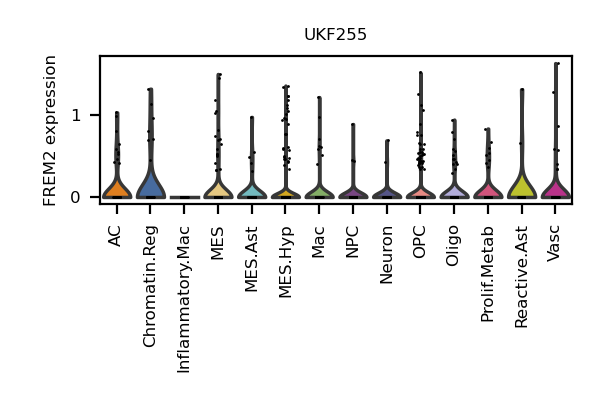 UKF255
FREM2 expression
1
0
AC
Chromatin.Reg
Inflammatory.Mac
MES
MES.Ast
MES.Hyp
Mac
NPC
Neuron
OPC
Oligo
Prolif.Metab
Reactive.Ast
Vasc